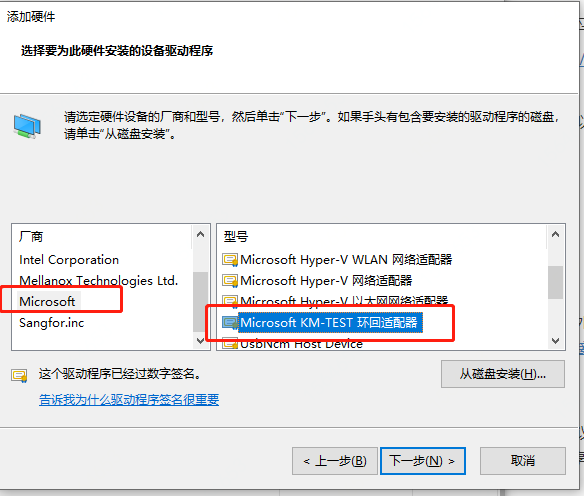 添加硬件
选择要为此硬件安装的设备驱动程序
请选定硬件设备的厂商和型号，然后单击“下一步”。如果手头有包含要安装的驱动程序的磁盘，
请单击“从磁盘安装”。
厂商
Intel Corporation
Mellanox Technologies Ltd.
Microsoft
Sangfor.inc
型号
Microsoft Hyper-V WLAN 网络适配器
Microsoft Hyper-V 网络适配器
Microsoft Hyper-V 以太网网络适配器
Microsoft KM-TEST 环回适配器
UsbNcm Host Device
这个驱动程序已经过数字签名。
告诉我为什么驱动程序签名很重要
从磁盘安装(H)...
< 上一步(B)
下一步(N) >
取消